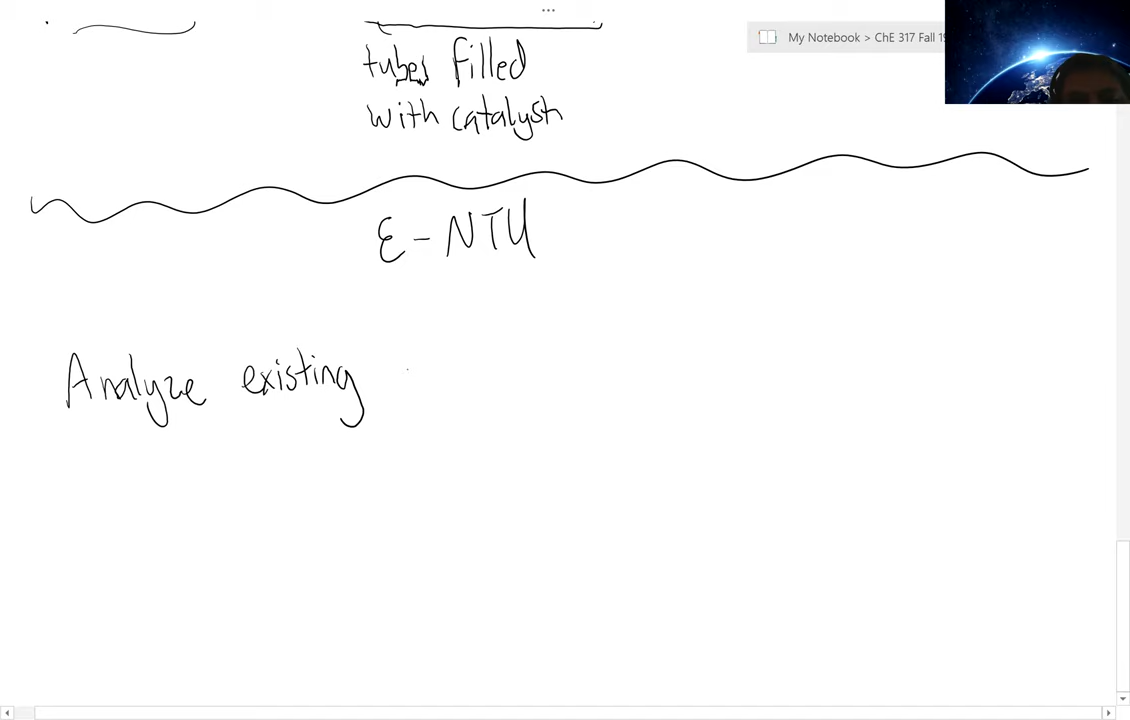 ...
My Notebook > ChE 317 Fall 19
tubes filled
with catalyst
ε - NTU
Analyze existing